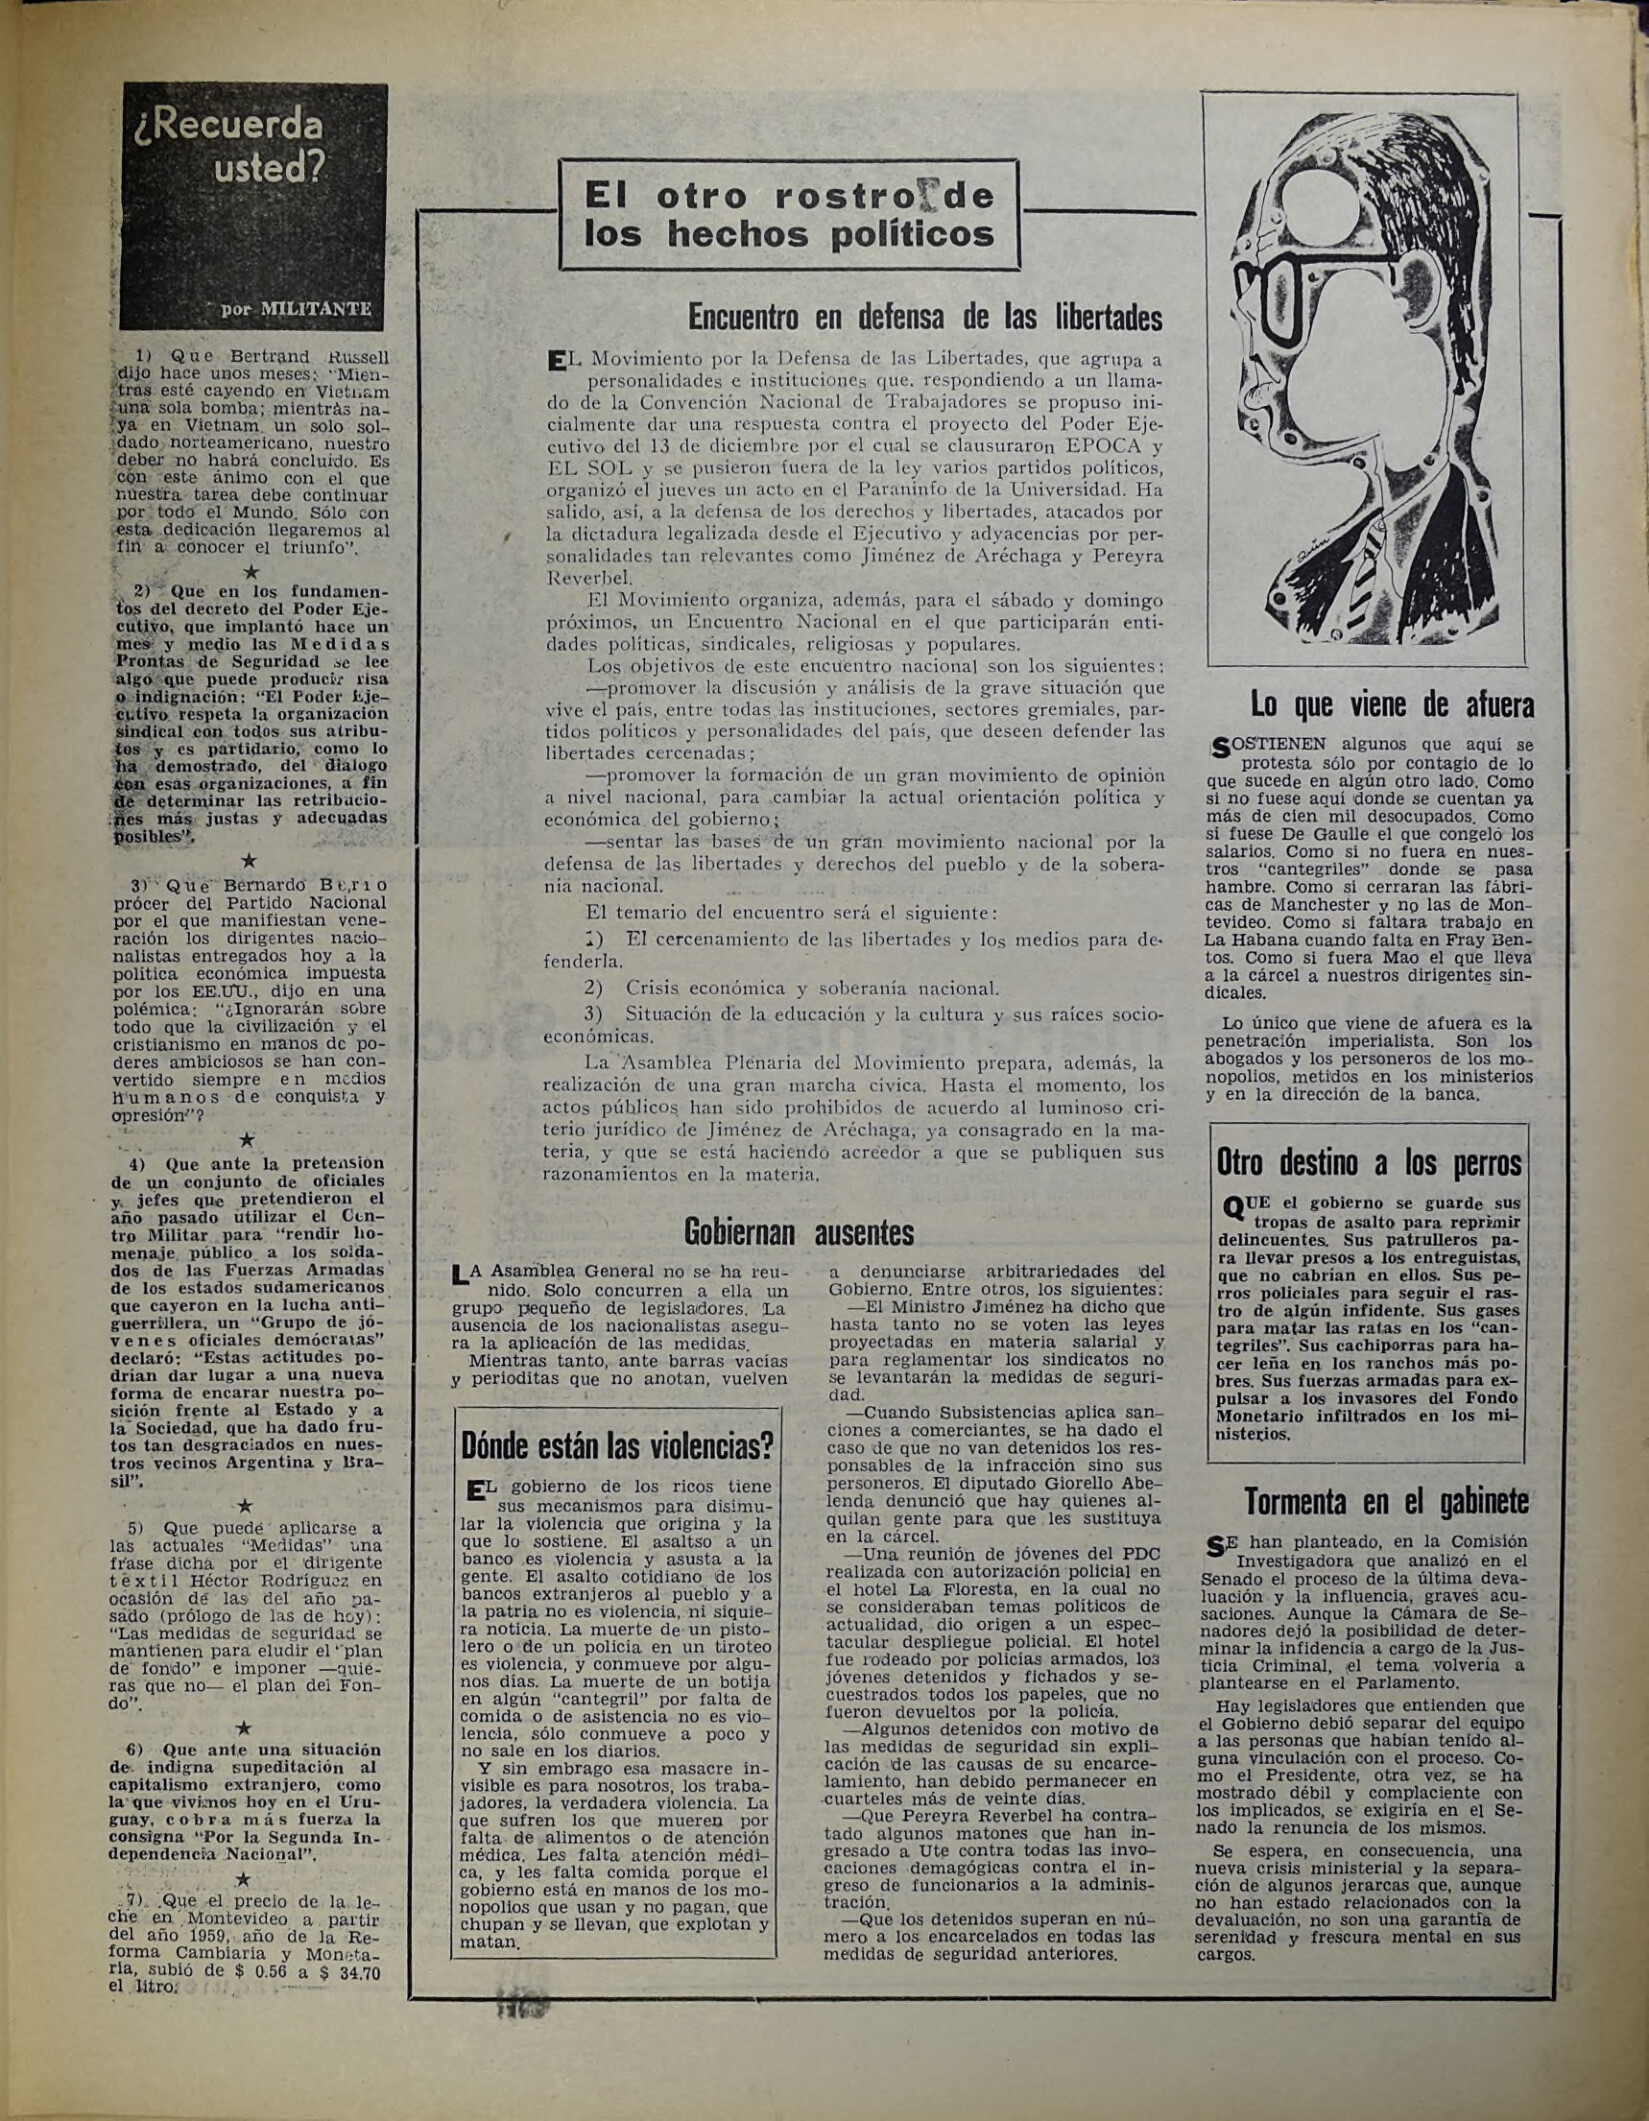 ¿Recuerda
usted?
por MILITANTE
1) Que Bertrand Russell
dijo hace unos meses: "Mien-
tras esté cayendo en Vietnam
una sola bomba; mientras ha-
ya en Vietnam un solo sol-
dado norteamericano, nuestro
deber no habrá concluido. Es
con este ánimo con el que
nuestra tarea debe continuar
por todo el Mundo. Sólo con
esta dedicación llegaremos al
fin a conocer el triunfo".
★
2) Que en los fundamen-
tos del decreto del Poder Eje-
cutivo, que implantó hace un
mes y medio las Medidas
Prontas de Seguridad se lee
algo que puede producir risa
o indignación: "El Poder Eje-
cutivo respeta la organización
sindical con todos sus atribu-
tos y es partidario, como lo
ha demostrado, del dialogo
con esas organizaciones, a fin
de determinar las retribucio-
nes más justas y adecuadas
posibles".
★
3) Que Bernardo Berrio
prócer del Partido Nacional
por el que manifiestan vene-
ración los dirigentes nacio-
nalistas entregados hoy a la
política económica impuesta
por los EE.UU., dijo en una
polémica: "¿Ignorarán sobre
todo que la civilización y el
cristianismo en manos de po-
deres ambiciosos se han con-
vertido siempre en medios
humanos de conquista y
opresión"?
★
4) Que ante la pretensión
de un conjunto de oficiales
y jefes que pretendieron el
año pasado utilizar el Cen-
tro Militar para "rendir ho-
menaje público a los solda-
dos de las Fuerzas Armadas
de los estados sudamericanos
que cayeron en la lucha anti-
guerrillera, un "Grupo de jó-
venes oficiales demócratas"
declaró: "Estas actitudes po-
drían dar lugar a una nueva
forma de encarar nuestra po-
sición frente al Estado y a
la Sociedad, que ha dado fru-
tos tan desgraciados en nues-
tros vecinos Argentina y Bra-
sil".
★
5) Que puede aplicarse a
las actuales "Medidas" una
frase dicha por el dirigente
textil Héctor Rodríguez en
ocasión de las del año pa-
sado (prólogo de las de hoy):
"Las medidas de seguridad se
mantienen para eludir el "plan
de fondo" e imponer —quie-
ras que no— el plan del Fon-
do".
★
6) Que ante una situación
de indigna supeditación al
capitalismo extranjero, como
la que vivimos hoy en el Uru-
guay, cobra más fuerza la
consigna "Por la Segunda In-
dependencia Nacional".
★
7) Que el precio de la le-
che en Montevideo a partir
del año 1959, año de la Re-
forma Cambiaria y Moneta-
ria, subió de $ 0.56 a $ 34.70
el litro.
El otro rostro de
los hechos políticos
Encuentro en defensa de las libertades
EL Movimiento por la Defensa de las Libertades, que agrupa a
personalidades e instituciones que, respondiendo a un llama-
do de la Convención Nacional de Trabajadores se propuso ini-
cialmente dar una respuesta contra el proyecto del Poder Eje-
cutivo del 13 de diciembre por el cual se clausuraron EPOCA y
EL SOL y se pusieron fuera de la ley varios partidos políticos,
organizó el jueves un acto en el Paraninfo de la Universidad. Ha
salido, así, a la defensa de los derechos y libertades, atacados por
la dictadura legalizada desde el Ejecutivo y adyacencias por per-
sonalidades tan relevantes como Jiménez de Aréchaga y Pereyra
Reverbel.
El Movimiento organiza, además, para el sábado y domingo
próximos, un Encuentro Nacional en el que participarán enti-
dades políticas, sindicales, religiosas y populares.
Los objetivos de este encuentro nacional son los siguientes:
—promover la discusión y análisis de la grave situación que
vive el país, entre todas las instituciones, sectores gremiales, par-
tidos políticos y personalidades del país, que deseen defender las
libertades cercenadas;
—promover la formación de un gran movimiento de opinión
a nivel nacional, para cambiar la actual orientación política y
económica del gobierno;
—sentar las bases de un gran movimiento nacional por la
defensa de las libertades y derechos del pueblo y de la sobera-
nía nacional.
El temario del encuentro será el siguiente:
1) El cercenamiento de las libertades y los medios para de-
fenderla.
2) Crisis económica y soberanía nacional.
3) Situación de la educación y la cultura y sus raíces socio-
económicas.
La Asamblea Plenaria del Movimiento prepara, además, la
realización de una gran marcha cívica. Hasta el momento, los
actos públicos han sido prohibidos de acuerdo al luminoso cri-
terio jurídico de Jiménez de Aréchaga, ya consagrado en la ma-
teria, y que se está haciendo acreedor a que se publiquen sus
razonamientos en la materia.
Gobiernan ausentes
LA Asamblea General no se ha reu-
nido. Solo concurren a ella un
grupo pequeño de legisladores. La
ausencia de los nacionalistas asegu-
ra la aplicación de las medidas.
Mientras tanto, ante barras vacías
y perioditas que no anotan, vuelven
a denunciarse arbitrariedades del
Gobierno. Entre otros, los siguientes:
—El Ministro Jiménez ha dicho que
hasta tanto no se voten las leyes
proyectadas en materia salarial y
para reglamentar los sindicatos no
se levantarán la medidas de seguri-
dad.
—Cuando Subsistencias aplica san-
ciones a comerciantes, se ha dado el
caso de que no van detenidos los res-
ponsables de la infracción sino sus
personeros. El diputado Giorello Abe-
lenda denunció que hay quienes al-
quilan gente para que les sustituya
en la cárcel.
—Una reunión de jóvenes del PDC
realizada con autorización policial en
el hotel La Floresta, en la cual no
se consideraban temas políticos de
actualidad, dio origen a un espec-
tacular despliegue policial. El hotel
fue rodeado por policías armados, los
jóvenes detenidos y fichados y se-
cuestrados todos los papeles, que no
fueron devueltos por la policía.
—Algunos detenidos con motivo de
las medidas de seguridad sin expli-
cación de las causas de su encarce-
lamiento, han debido permanecer en
cuarteles más de veinte días.
—Que Pereyra Reverbel ha contra-
tado algunos matones que han in-
gresado a Ute contra todas las invo-
caciones demagógicas contra el in-
greso de funcionarios a la adminis-
tración.
—Que los detenidos superan en nú-
mero a los encarcelados en todas las
medidas de seguridad anteriores.
Dónde están las violencias?
EL gobierno de los ricos tiene
sus mecanismos para disimu-
lar la violencia que origina y la
que lo sostiene. El asaltso a un
banco es violencia y asusta a la
gente. El asalto cotidiano de los
bancos extranjeros al pueblo y a
la patria no es violencia, ni siquie-
ra noticia. La muerte de un pisto-
lero o de un policía en un tiroteo
es violencia, y conmueve por algu-
nos días. La muerte de un botija
en algún "cantegril" por falta de
comida o de asistencia no es vio-
lencia, sólo conmueve a poco y
no sale en los diarios.
Y sin embrago esa masacre in-
visible es para nosotros, los traba-
jadores, la verdadera violencia. La
que sufren los que mueren por
falta de alimentos o de atención
médica. Les falta atención médi-
ca, y les falta comida porque el
gobierno está en manos de los mo-
nopolios que usan y no pagan, que
chupan y se llevan, que explotan y
matan.
Lo que viene de afuera
SOSTIENEN algunos que aquí se
protesta sólo por contagio de lo
que sucede en algún otro lado. Como
si no fuese aquí donde se cuentan ya
más de cien mil desocupados. Como
si fuese De Gaulle el que congeló los
salarios. Como si no fuera en nues-
tros "cantegriles" donde se pasa
hambre. Como si cerraran las fábri-
cas de Manchester y no las de Mon-
tevideo. Como si faltara trabajo en
La Habana cuando falta en Fray Ben-
tos. Como si fuera Mao el que lleva
a la cárcel a nuestros dirigentes sin-
dicales.
Lo único que viene de afuera es la
penetración imperialista. Son los
abogados y los personeros de los mo-
nopolios, metidos en los ministerios
y en la dirección de la banca.
Otro destino a los perros
QUE el gobierno se guarde sus
tropas de asalto para reprimir
delincuentes. Sus patrulleros pa-
ra llevar presos a los entreguistas,
que no cabrían en ellos. Sus pe-
rros policiales para seguir el ras-
tro de algún infidente. Sus gases
para matar las ratas en los "can-
tegriles". Sus cachiporras para ha-
cer leña en los ranchos más po-
bres. Sus fuerzas armadas para ex-
pulsar a los invasores del Fondo
Monetario infiltrados en los mi-
nisterios.
Tormenta en el gabinete
SE han planteado, en la Comisión
Investigadora que analizó en el
Senado el proceso de la última deva-
luación y la influencia, graves acu-
saciones. Aunque la Cámara de Se-
nadores dejó la posibilidad de deter-
minar la infidencia a cargo de la Jus-
ticia Criminal, el tema volvería a
plantearse en el Parlamento.
Hay legisladores que entienden que
el Gobierno debió separar del equipo
a las personas que habían tenido al-
guna vinculación con el proceso. Co-
mo el Presidente, otra vez, se ha
mostrado débil y complaciente con
los implicados, se exigiría en el Se-
nado la renuncia de los mismos.
Se espera, en consecuencia, una
nueva crisis ministerial y la separa-
ción de algunos jerarcas que, aunque
no han estado relacionados con la
devaluación, no son una garantía de
serenidad y frescura mental en sus
cargos.